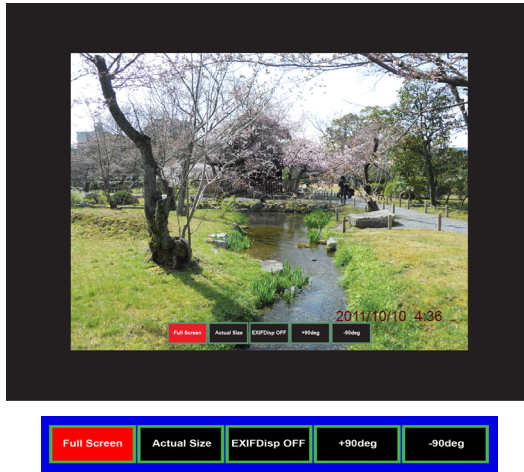 2011/10/10 4:36
Full Screen Actual Size EXIFDisp OFF +90deg -90deg
Full Screen Actual Size EXIFDisp OFF +90deg -90deg